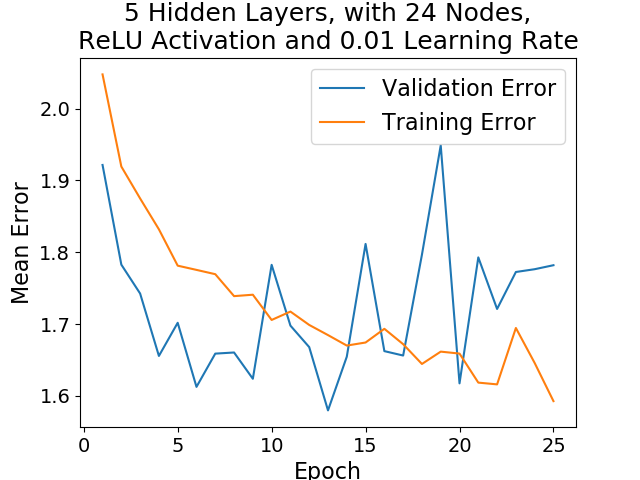 5 Hidden Layers, with 24 Nodes,
ReLU Activation and 0.01 Learning Rate
Validation Error
Training Error
Mean Error
2.0
1.9
1.8
1.7
1.6
0
5
10
15
20
25
Epoch